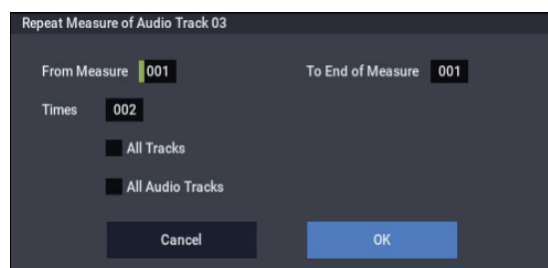 Repeat Measure of Audio Track 03
From Measure 001 To End of Measure 001
Times 002
All Tracks
All Audio Tracks
Cancel OK